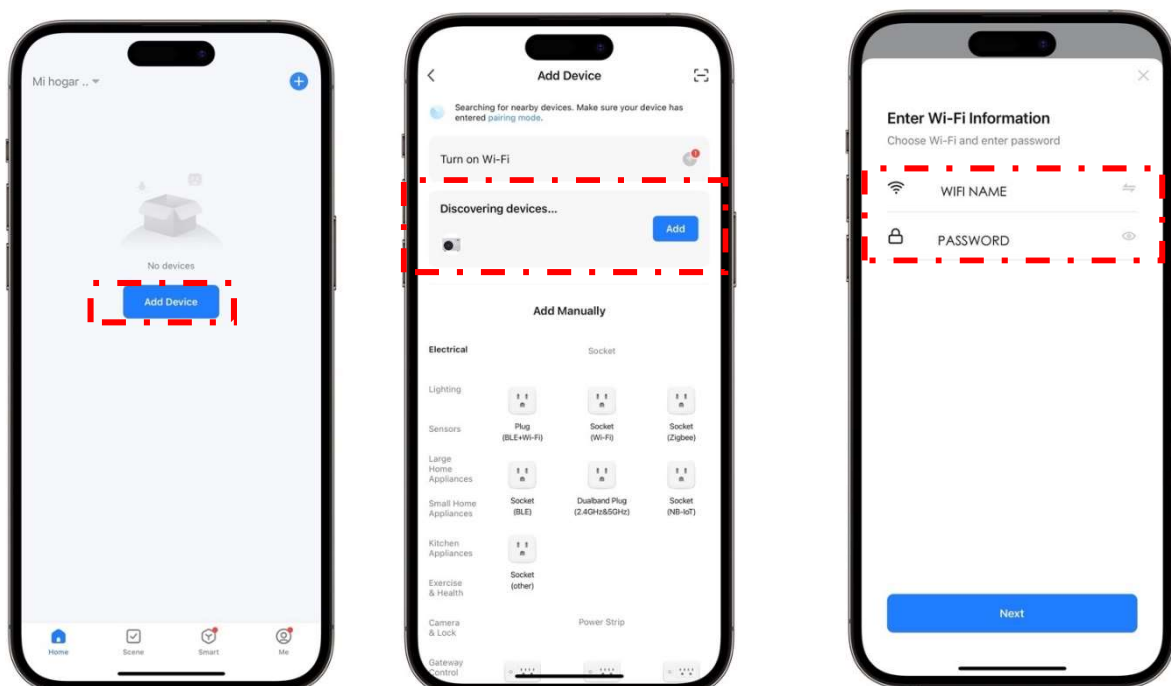 Mi hogar ..
No devices
Add Device
Home
Scene
Smart
Me
Add Device
Searching for nearby devices. Make sure your device has
entered pairing mode.
Turn on Wi-Fi
Discovering devices...
Add
Add Manually
Electrical
Socket
Lighting
Plug
(BLE+Wi-Fi)
Socket
(Wi-Fi)
Socket
(Zigbee)
Sensors
Large
Home
Appliances
Socket
(BLE)
Dualband Plug
(2.4GHz&5GHz)
Socket
(NB-IoT)
Small Home
Appliances
Kitchen
Appliances
Socket
(other)
Exercise
& Health
Camera
& Lock
Power Strip
Gateway
Control
Enter Wi-Fi Information
Choose Wi-Fi and enter password
WIFI NAME
PASSWORD
Next